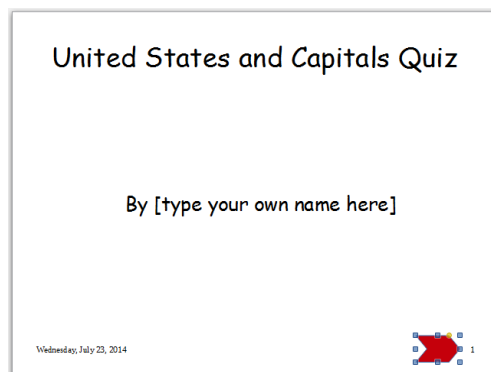 United States and Capitals Quiz
By [type your own name here]
Wednesday, July 23, 2014
1